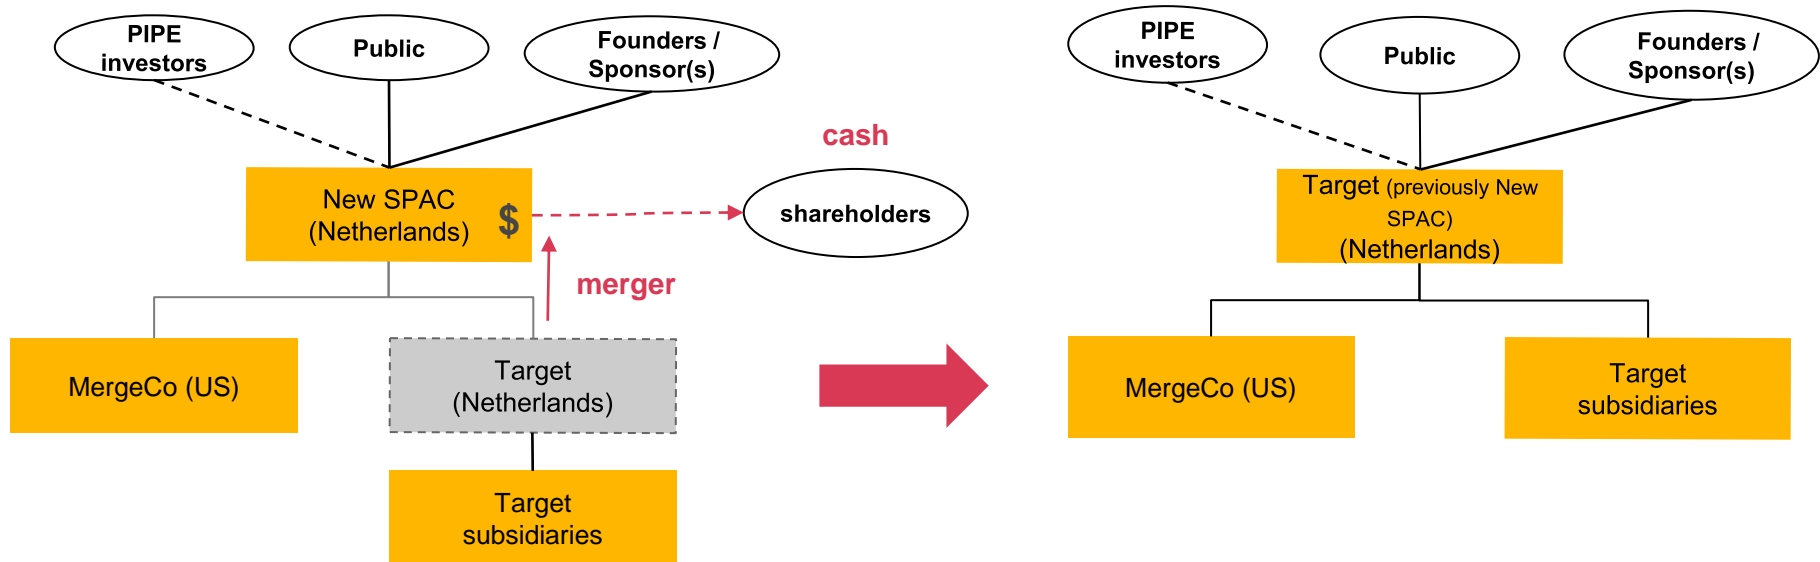 PIPE
investors
Public
Founders /
Sponsor(s)
cash
New SPAC
(Netherlands)
$
shareholders
merger
MergeCo (US)
Target
(Netherlands)
Target
subsidiaries
PIPE
investors
Public
Founders /
Sponsor(s)
Target (previously New
SPAC)
(Netherlands)
MergeCo (US)
Target
subsidiaries